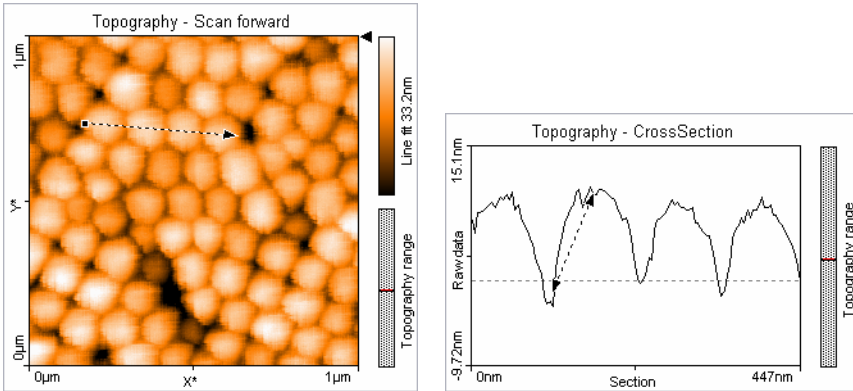 Topography - Scan forward
1µm
Y*
0µm
0µm
X*
1µm
Line fit 33.2nm
Topography range
Topography - CrossSection
15.1nm
Raw data
-9.72nm
0nm
Section
447nm
Topography range